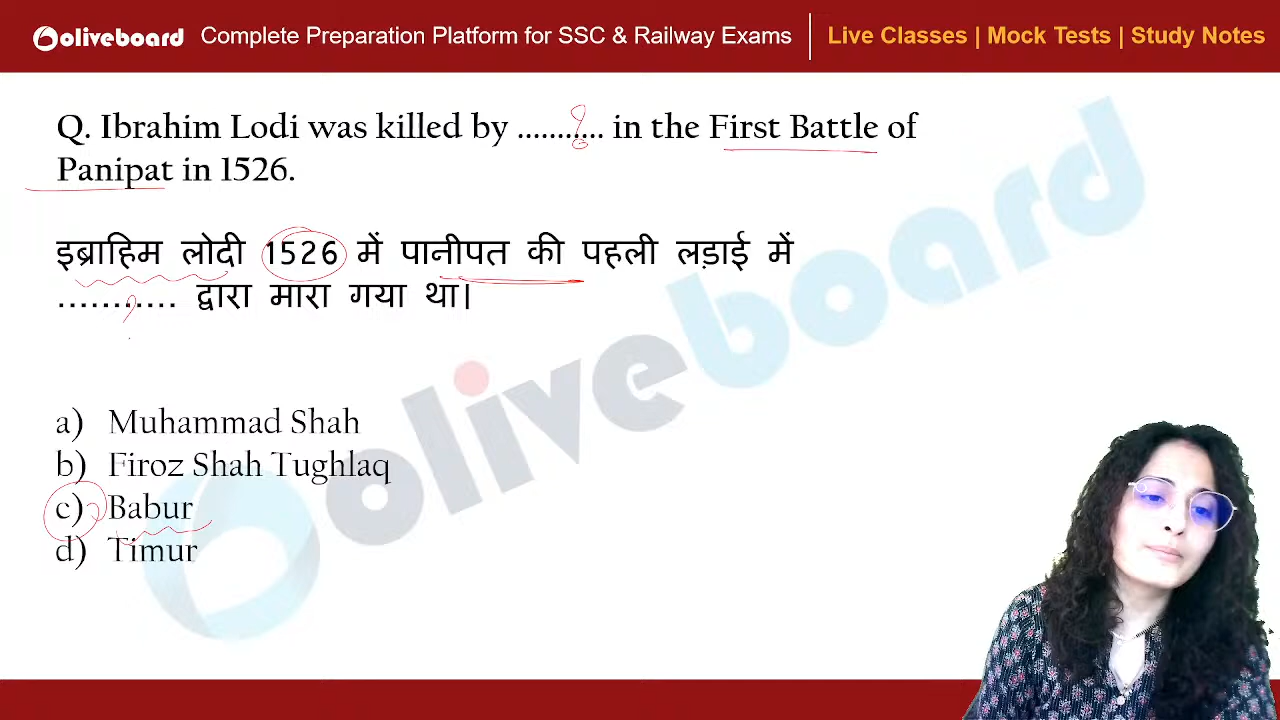 oliveboard Complete Preparation Platform for SSC & Railway Exams Live Classes | Mock Tests | Study Notes
Q. Ibrahim Lodi was killed by ........... in the First Battle of
Panipat in 1526.
इब्राहिम लोदी 1526 में पानीपत की पहली लड़ाई में
........... द्वारा मारा गया था।
a) Muhammad Shah
b) Firoz Shah Tughlaq
c) Babur
d) Timur
oliveboard